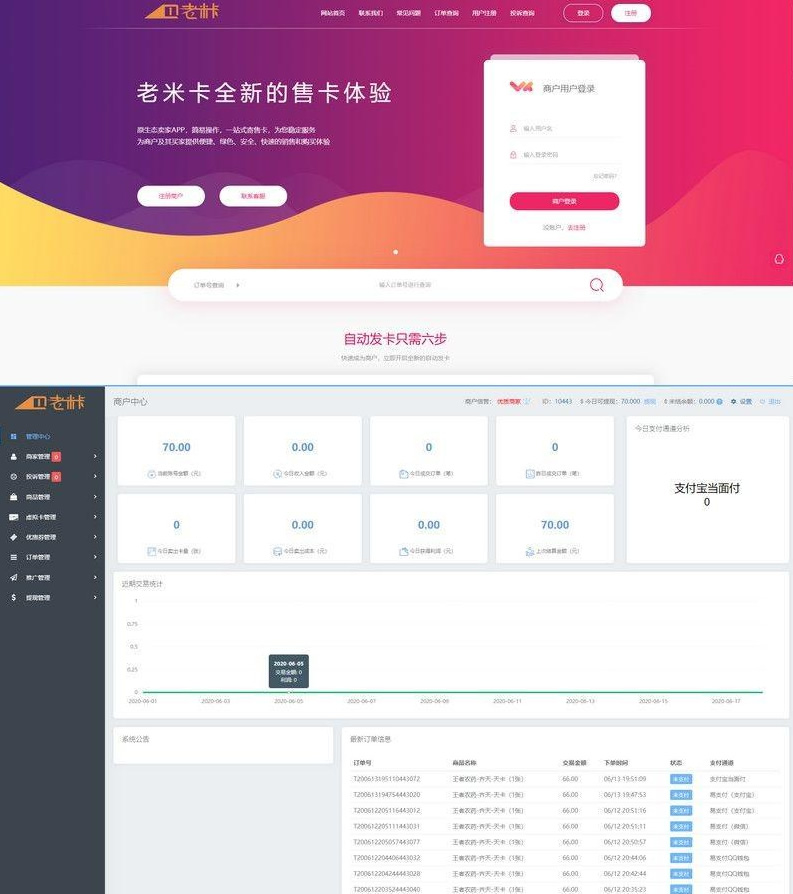 老米卡
网站首页 联系我们 常见问题 订单查询 用户注册 投诉查询 登录 注册
老米卡全新的售卡体验
原生态卖家APP，简易操作，一站式寄售卡，为你稳定服务
为商户及其买家提供便捷、绿色、安全、快速的销售和购买体验
注册商户 联系客服
商户用户登录
输入用户名
输入登录密码
忘记密码?
商户登录
没账户，去注册
订单号查询 输入订单号进行查询
自动发卡只需六步
快速成为商户，立即开启全新的自动发卡
老米卡
商户中心
商户信誉： 优质商家 ID：10443 $ 今日可提现：70.000 提现 $ 未结余额：0.000 设置 退出
管理中心
商家管理 0
投诉管理 0
商品管理
虚拟卡管理
优惠券管理
订单管理
推广管理
提现管理
70.00 0.00 0 0
当前账号金额（元） 今日收入金额（元） 今日成交订单（笔） 昨日成交订单（笔）
0 0.00 0.00 70.00
今日卖出卡量（张） 今日卖出成本（元） 今日获得利润（元） 上次结算金额（元）
今日支付通道分析
支付宝当面付
0
近期交易统计
1
0.75
0.5
0.25
0
2020-06-05
交易金额: 0
利润: 0
2020-06-01 2020-06-03 2020-06-05 2020-06-07 2020-06-09 2020-06-11 2020-06-13 2020-06-15 2020-06-17
系统公告
最新订单信息
订单号 商品名称 交易金额 下单时间 状态 支付通道
T200613195110443072 王者农药-齐天-天卡（1张） 66.00 06/13 19:51:09 未支付 支付宝当面付
T200613194754443020 王者农药-齐天-天卡（1张） 66.00 06/13 19:47:53 未支付 易支付（支付宝）
T200612205116443012 王者农药-齐天-天卡（1张） 66.00 06/12 20:51:16 未支付 易支付（支付宝）
T200612205111443031 王者农药-齐天-天卡（1张） 66.00 06/12 20:51:11 未支付 易支付（微信）
T200612205057443077 王者农药-齐天-天卡（1张） 66.00 06/12 20:50:57 未支付 易支付（微信）
T200612204406443032 王者农药-齐天-天卡（1张） 66.00 06/12 20:44:06 未支付 易支付QQ钱包
T200612204244443028 王者农药-齐天-天卡（1张） 66.00 06/12 20:42:44 未支付 易支付QQ钱包
T200612203524443040 王者农药-齐天-天卡（1张） 66.00 06/12 20:35:23 未支付 易支付QQ钱包